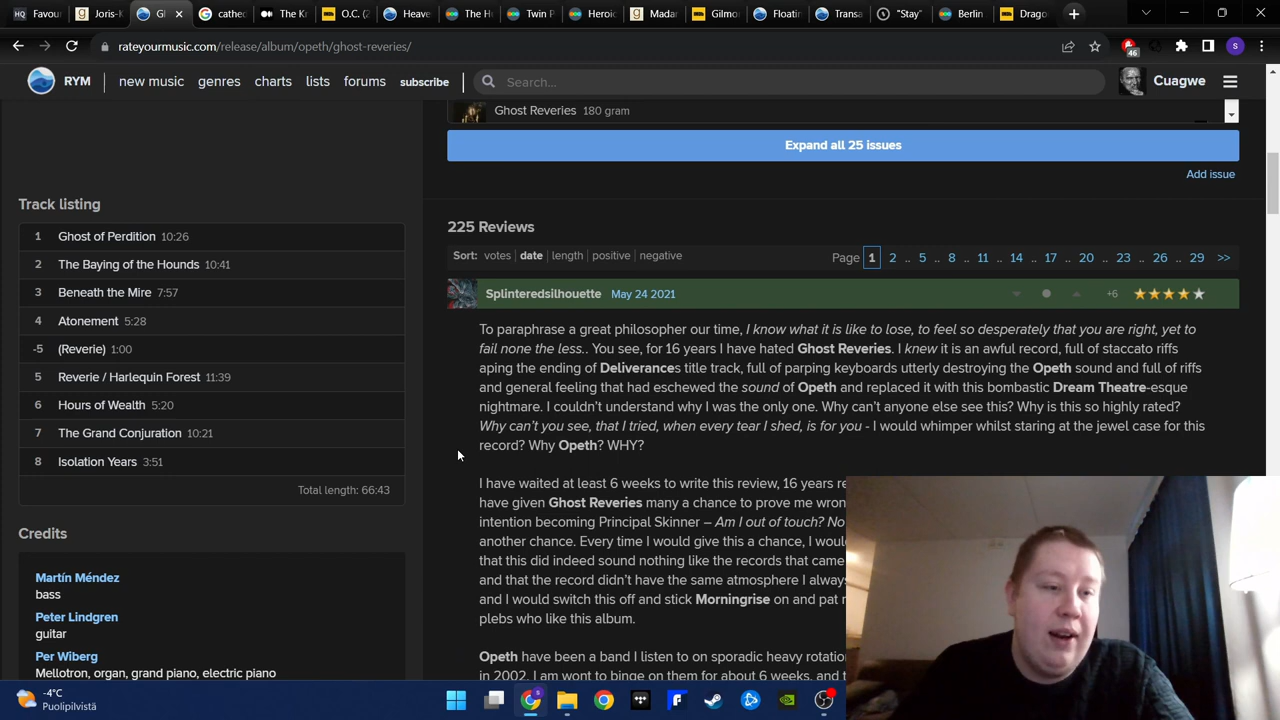 Favou
Joris-K
Gh
cathed
The Kr
O.C. (2
Heave
The Hu
Twin P
Heroic
Madar
Gilmor
Floatin
Transa
"Stay"
Berlin
Drago
rateyourmusic.com/release/album/opeth/ghost-reveries/
46
S
RYM new music genres charts lists forums subscribe Search... Cuagwe
Ghost Reveries 180 gram
Expand all 25 issues
Add issue
Track listing
1 Ghost of Perdition 10:26
2 The Baying of the Hounds 10:41
3 Beneath the Mire 7:57
4 Atonement 5:28
-5 (Reverie) 1:00
5 Reverie / Harlequin Forest 11:39
6 Hours of Wealth 5:20
7 The Grand Conjuration 10:21
8 Isolation Years 3:51
Total length: 66:43
Credits
Martín Méndez
bass
Peter Lindgren
guitar
Per Wiberg
Mellotron, organ, grand piano, electric piano
225 Reviews
Sort: votes | date | length | positive | negative
Page 1 2 .. 5 .. 8 .. 11 .. 14 .. 17 .. 20 .. 23 .. 26 .. 29 >>
Splinteredsilhouette May 24 2021 +6
To paraphrase a great philosopher our time, I know what it is like to lose, to feel so desperately that you are right, yet to
fail none the less.. You see, for 16 years I have hated Ghost Reveries. I knew it is an awful record, full of staccato riffs
aping the ending of Deliverances title track, full of parping keyboards utterly destroying the Opeth sound and full of riffs
and general feeling that had eschewed the sound of Opeth and replaced it with this bombastic Dream Theatre-esque
nightmare. I couldn't understand why I was the only one. Why can't anyone else see this? Why is this so highly rated?
Why can't you see, that I tried, when every tear I shed, is for you - I would whimper whilst staring at the jewel case for this
record? Why Opeth? WHY?
I have waited at least 6 weeks to write this review, 16 years re
have given Ghost Reveries many a chance to prove me wron
intention becoming Principal Skinner – Am I out of touch? No
another chance. Every time I would give this a chance, I woul
that this did indeed sound nothing like the records that came
and that the record didn't have the same atmosphere I alway
and I would switch this off and stick Morningrise on and pat m
plebs who like this album.
Opeth have been a band I listen to on sporadic heavy rotation
in 2002. I am wont to binge on them for about 6 weeks, and t
-4°C
Puolipilvistä